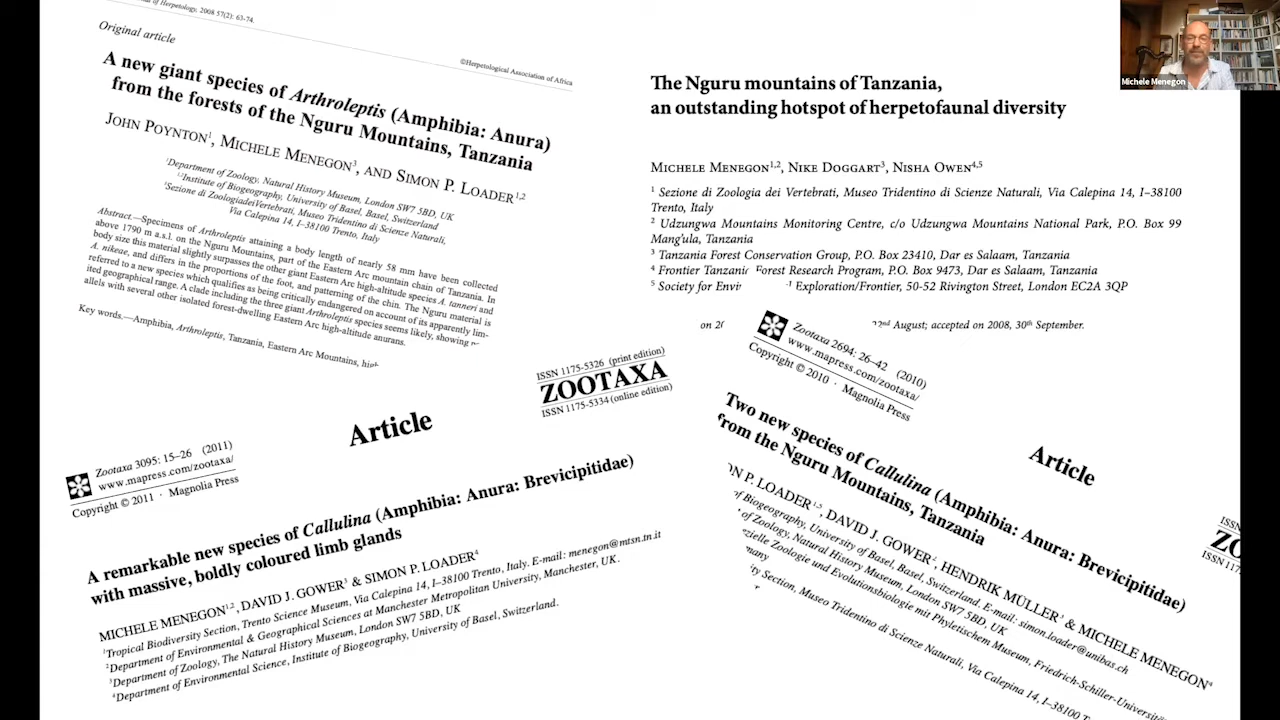 of Herpetology, 2008 57(2): 63-74.
Original article
©Herpetological Association of Africa
A new giant species of Arthroleptis (Amphibia: Anura)
from the forests of the Nguru Mountains, Tanzania
JOHN POYNTON1, MICHELE MENEGON3, AND SIMON P. LOADER1,2
1Department of Zoology, Natural History Museum, London SW7 5BD, UK
1,2Institute of Biogeography, University of Basel, Basel, Switzerland
3Sezione di ZoologiadeiVertebrati, Museo Tridentino di Scienze Naturali,
Via Calepina 14, I–38100 Trento, Italy
Abstract.—Specimens of Arthroleptis attaining a body length of nearly 58 mm have been collected
above 1790 m a.s.l. on the Nguru Mountains, part of the Eastern Arc mountain chain of Tanzania. In
body size this material slightly surpasses the other giant Eastern Arc high-altitude species A. tanneri and
A. nikeae, and differs in the proportions of the foot, and patterning of the chin. The Nguru material is
referred to a new species which qualifies as being critically endangered on account of its apparently lim-
ited geographical range. A clade including the three giant Arthroleptis species seems likely, showing
allels with several other isolated forest-dwelling Eastern Arc high-altitude anurans.
Key words.—Amphibia, Arthroleptis, Tanzania, Eastern Arc Mountains,
Michele Menegon
The Nguru mountains of Tanzania,
an outstanding hotspot of herpetofaunal diversity
MICHELE MENEGON1,2, NIKE DOGGART3, NISHA OWEN4,5
1 Sezione di Zoologia dei Vertebrati, Museo Tridentino di Scienze Naturali, Via Calepina 14, I–38100
Trento, Italy
2 Udzungwa Mountains Monitoring Centre, c/o Udzungwa Mountains National Park, P.O. Box 99
Mang'ula, Tanzania
3 Tanzania Forest Conservation Group, P.O. Box 23410, Dar es Salaam, Tanzania
4 Frontier Tanzania Forest Research Program, P.O. Box 9473, Dar es Salaam, Tanzania
5 Society for Envir Exploration/Frontier, 50-52 Rivington Street, London EC2A 3QP
on 22nd August; accepted on 2008, 30th September.
ISSN 1175-5326 (print edition)
ZOOTAXA
ISSN 1175-5334 (online edition)
Article
Zootaxa 3095: 15–26 (2011)
www.mapress.com/zootaxa/
Copyright © 2011 · Magnolia Press
A remarkable new species of Callulina (Amphibia: Anura: Brevicipitidae)
with massive, boldly coloured limb glands
MICHELE MENEGON1,2, DAVID J. GOWER3 & SIMON P. LOADER4
1Tropical Biodiversity Section, Trento Science Museum, Via Calepina 14, I–38100 Trento, Italy. E-mail: menegon@mtsn.tn.it
2Department of Environmental & Geographical Sciences at Manchester Metropolitan University, Manchester, UK.
3Department of Zoology, The Natural History Museum, London SW7 5BD, UK
4Department of Environmental Science, Institute of Biogeography, University of Basel, Switzerland.
Zootaxa 2694: 26–42 (2010)
www.mapress.com/zootaxa/
Copyright © 2010 · Magnolia Press
Article
Two new species of Callulina (Amphibia: Anura: Brevicipitidae)
from the Nguru Mountains, Tanzania
ON P. LOADER1,5, DAVID J. GOWER2, HENDRIK MÜLLER3 & MICHELE MENEGON4
of Biogeography, University of Basel, Basel, Switzerland. E-mail: simon.loader@unibas.ch
of Zoology, Natural History Museum, London SW7 5BD, UK
ezielle Zoologie und Evolutionsbiologie mit Phyletischem Museum, Friedrich-Schiller-Universitä
many
ty Section, Museo Tridentino di Scienze Naturali, Via Calepina 14, I–38100 T
ISSN
ZO
ISSN 117